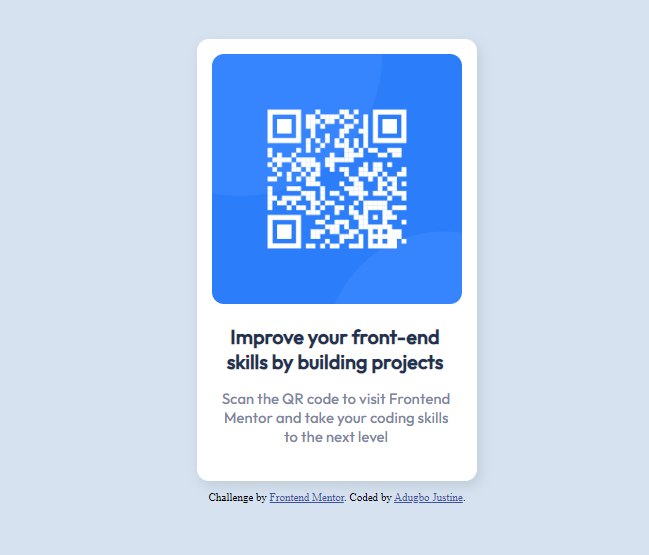 Improve your front-end
skills by building projects
Scan the QR code to visit Frontend
Mentor and take your coding skills
to the next level
Challenge by Frontend Mentor. Coded by Adugbo Justine.